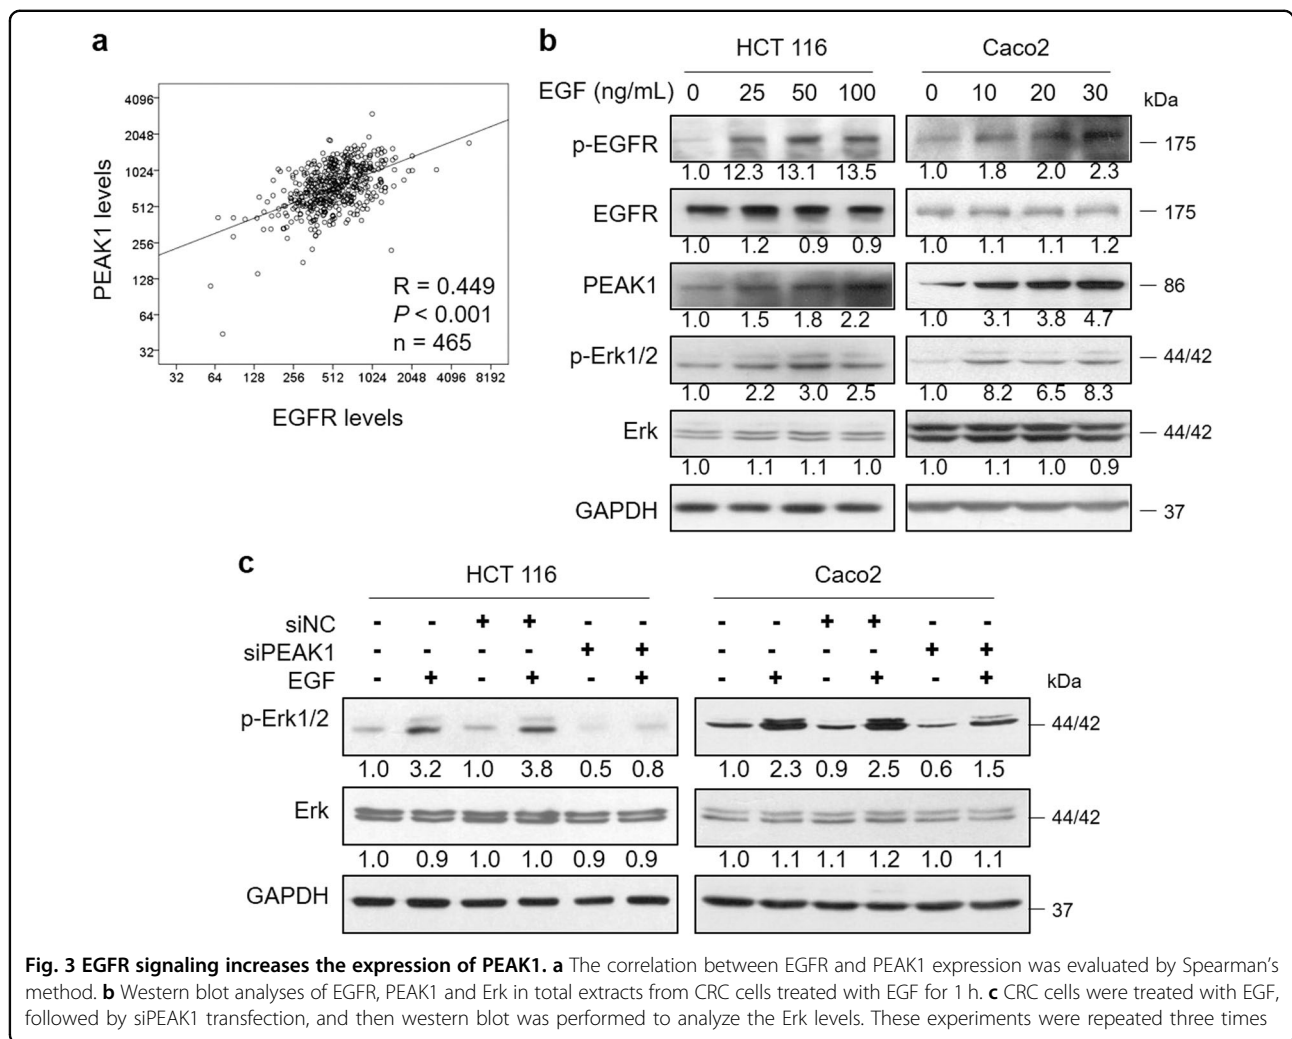 a
4096
2048
1024
512
256
128
64
32
PEAK1 levels
R = 0.449
P < 0.001
n = 465
32 64 128 256 512 1024 2048 4096 8192
EGFR levels
b
HCT 116 Caco2
EGF (ng/mL) 0 25 50 100 0 10 20 30 kDa
p-EGFR 175
1.0 12.3 13.1 13.5 1.0 1.8 2.0 2.3
EGFR 175
1.0 1.2 0.9 0.9 1.0 1.1 1.1 1.2
PEAK1 86
1.0 1.5 1.8 2.2 1.0 3.1 3.8 4.7
p-Erk1/2 44/42
1.0 2.2 3.0 2.5 1.0 8.2 6.5 8.3
Erk 44/42
1.0 1.1 1.1 1.0 1.0 1.1 1.0 0.9
GAPDH 37
c
HCT 116 Caco2
siNC - - + + - - - - + + - -
siPEAK1 - - - - + + - - - - + +
EGF - + - + - + - + - + - + kDa
p-Erk1/2 44/42
1.0 3.2 1.0 3.8 0.5 0.8 1.0 2.3 0.9 2.5 0.6 1.5
Erk 44/42
1.0 0.9 1.0 1.0 0.9 0.9 1.0 1.1 1.1 1.2 1.0 1.1
GAPDH 37
Fig. 3 EGFR signaling increases the expression of PEAK1. a The correlation between EGFR and PEAK1 expression was evaluated by Spearman's
method. b Western blot analyses of EGFR, PEAK1 and Erk in total extracts from CRC cells treated with EGF for 1 h. c CRC cells were treated with EGF,
followed by siPEAK1 transfection, and then western blot was performed to analyze the Erk levels. These experiments were repeated three times